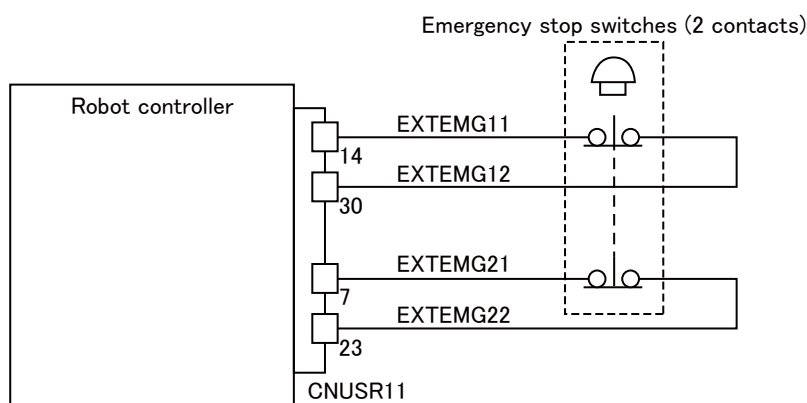 Emergency stop switches (2 contacts)
Robot controller
EXTEMG11
14
EXTEMG12
30
EXTEMG21
7
EXTEMG22
23
CNUSR11